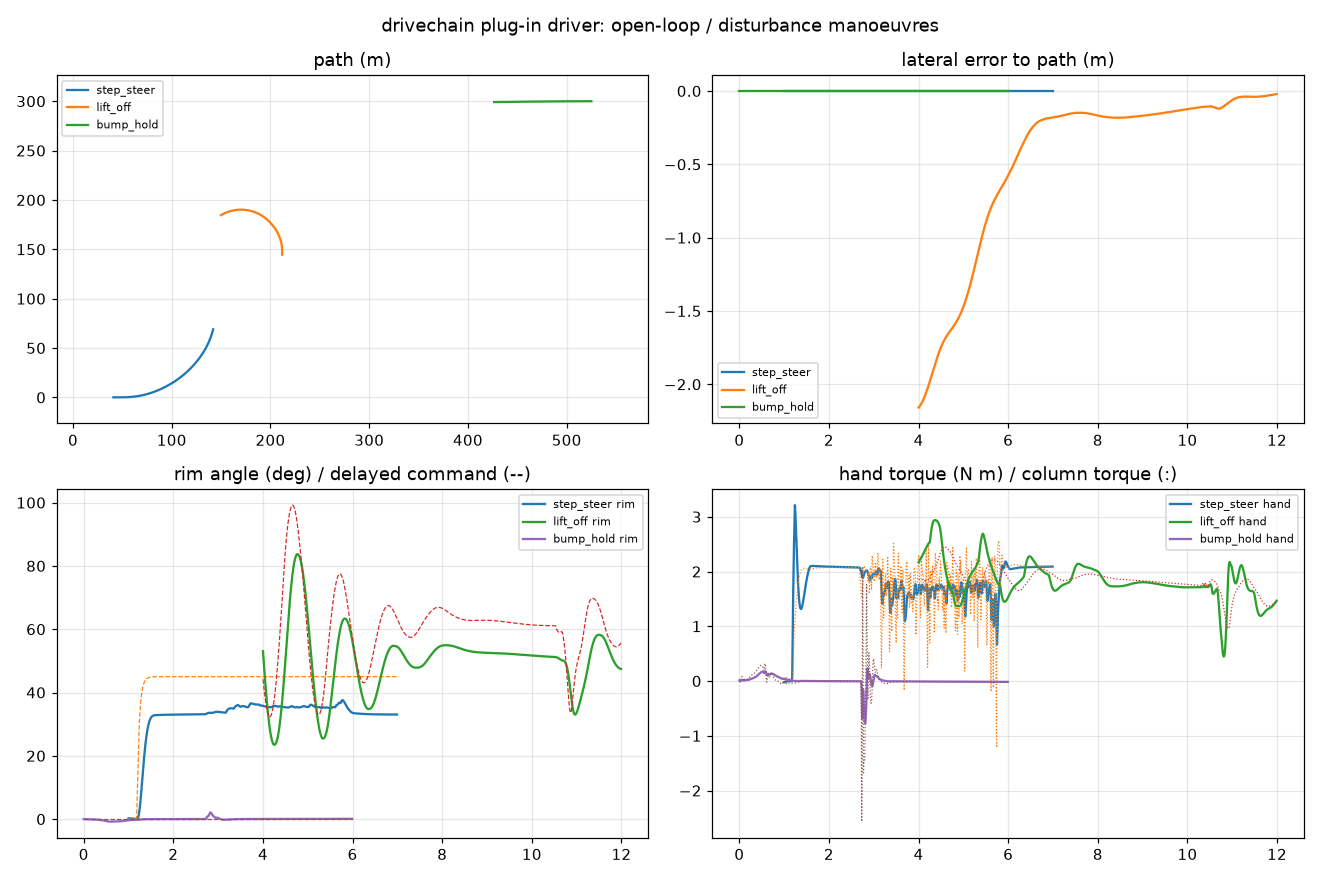 drivechain plug-in driver: open-loop / disturbance manoeuvres
path (m)
step_steer
lift_off
bump_hold
300
250
200
150
100
50
0
0 100 200 300 400 500
lateral error to path (m)
0.0
−0.5
−1.0
−1.5
−2.0
step_steer
lift_off
bump_hold
0 2 4 6 8 10 12
rim angle (deg) / delayed command (--)
step_steer rim
lift_off rim
bump_hold rim
100
80
60
40
20
0
0 2 4 6 8 10 12
hand torque (N m) / column torque (:)
step_steer hand
lift_off hand
bump_hold hand
3
2
1
0
−1
−2
0 2 4 6 8 10 12